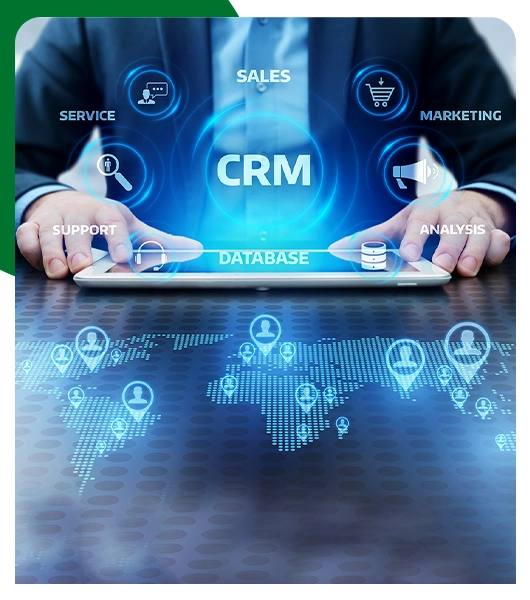 SALES
SERVICE
MARKETING
CRM
SUPPORT
ANALYSIS
DATABASE